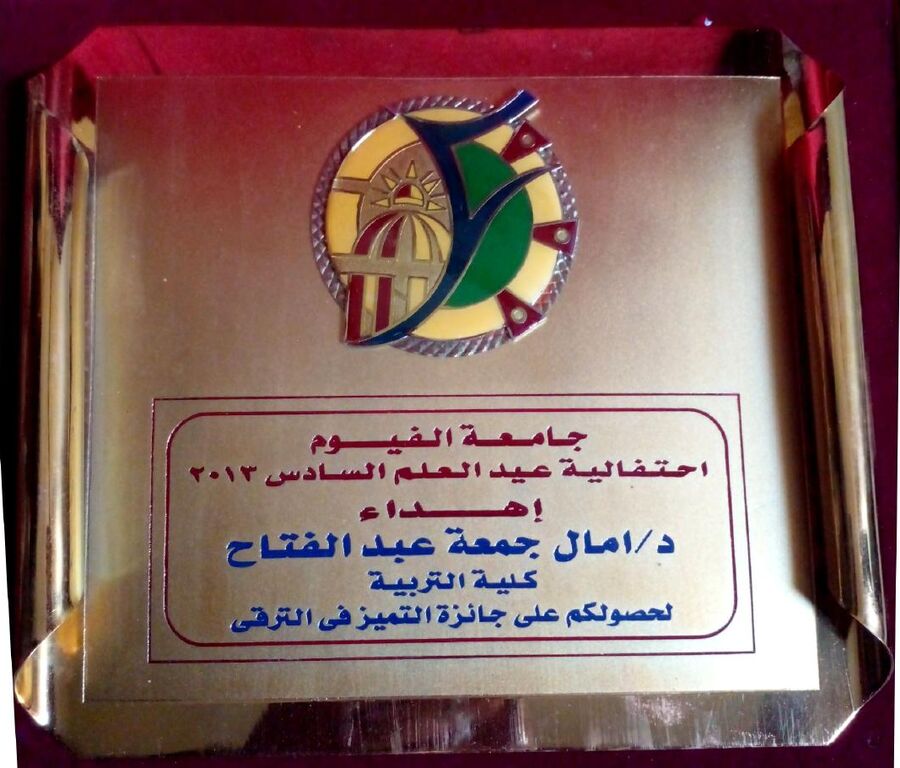 جامعة الفيوم
احتفالية عيد العلم السادس ٢٠١٣
إهداء
د/امال جمعة عبد الفتاح
كلية التربية
لحصولكم على جائزة التميز فى الترقى